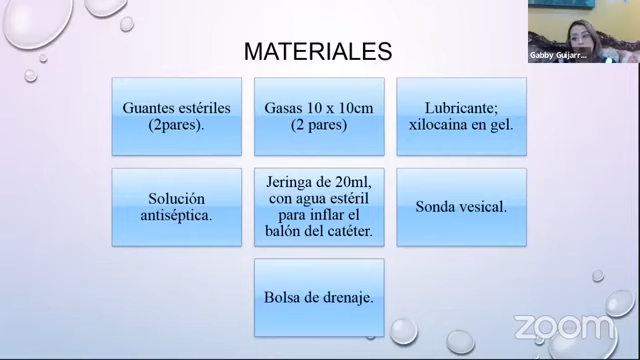 Gabby Guijarr...
MATERIALES
Guantes estériles
(2pares).
Gasas 10 x 10cm
(2 pares)
Lubricante;
xilocaina en gel.
Solución
antiséptica.
Jeringa de 20ml,
con agua estéril
para inflar el
balón del catéter.
Sonda vesical.
Bolsa de drenaje.
zoom